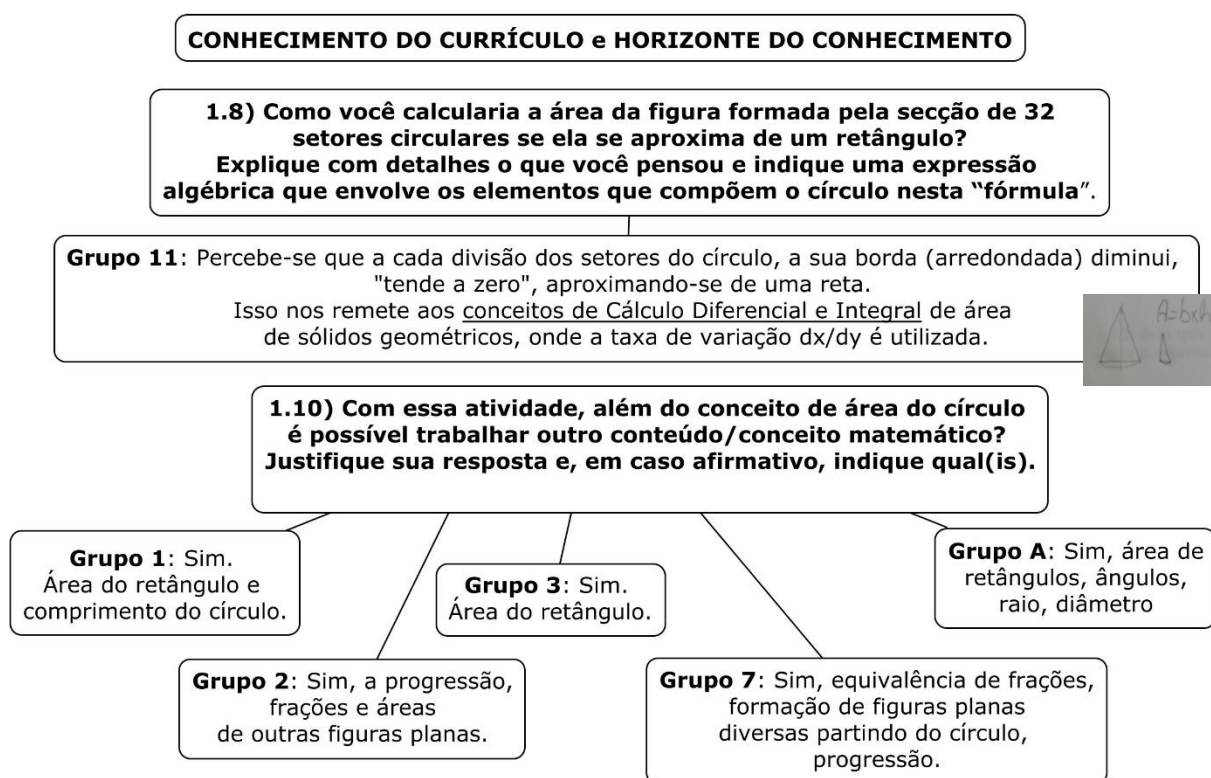 CONHECIMENTO DO CURRÍCULO e HORIZONTE DO CONHECIMENTO
1.8) Como você calcularia a área da figura formada pela secção de 32
setores circulares se ela se aproxima de um retângulo?
Explique com detalhes o que você pensou e indique uma expressão
algébrica que envolve os elementos que compõem o círculo nesta “fórmula”.
Grupo 11: Percebe-se que a cada divisão dos setores do círculo, a sua borda (arredondada) diminui,
"tende a zero", aproximando-se de uma reta.
Isso nos remete aos conceitos de Cálculo Diferencial e Integral de área
de sólidos geométricos, onde a taxa de variação dx/dy é utilizada.
A=bxh
1.10) Com essa atividade, além do conceito de área do círculo
é possível trabalhar outro conteúdo/conceito matemático?
Justifique sua resposta e, em caso afirmativo, indique qual(is).
Grupo 1: Sim.
Área do retângulo e
comprimento do círculo.
Grupo 3: Sim.
Área do retângulo.
Grupo A: Sim, área de
retângulos, ângulos,
raio, diâmetro
Grupo 2: Sim, a progressão,
frações e áreas
de outras figuras planas.
Grupo 7: Sim, equivalência de frações,
formação de figuras planas
diversas partindo do círculo,
progressão.